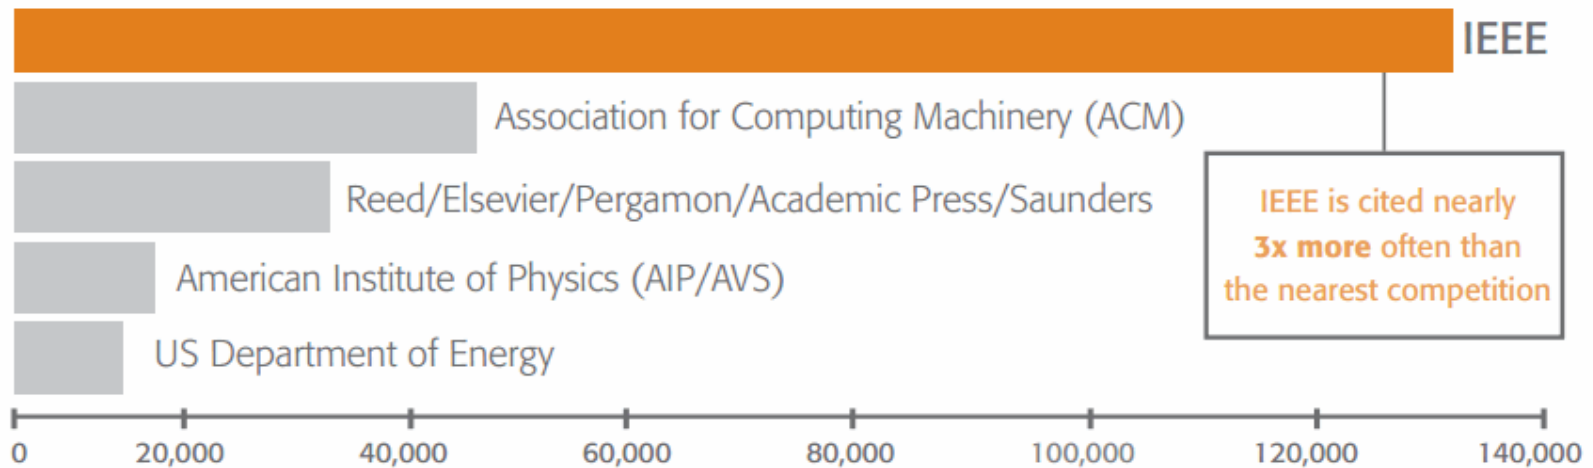 IEEE
Association for Computing Machinery (ACM)
Reed/Elsevier/Pergamon/Academic Press/Saunders
IEEE is cited nearly
3x more often than
the nearest competition
American Institute of Physics (AIP/AVS)
US Department of Energy
0 20,000 40,000 60,000 80,000 100,000 120,000 140,000